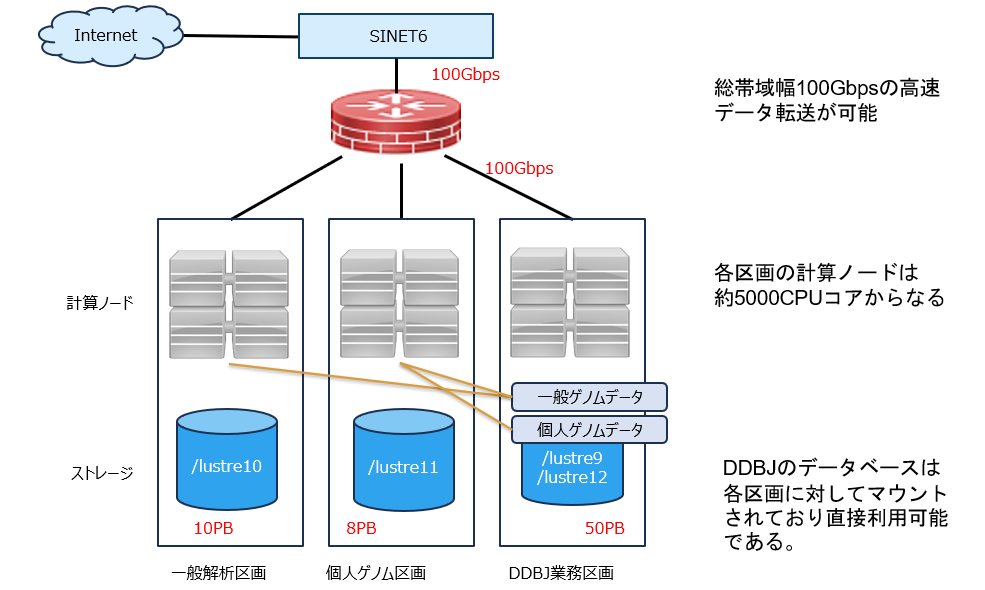 Internet
SINET6
100Gbps
総帯域幅100Gbpsの高速
データ転送が可能
100Gbps
計算ノード
各区画の計算ノードは
約5000CPUコアからなる
一般ゲノムデータ
個人ゲノムデータ
ストレージ
/lustre10
/lustre11
/lustre9
/lustre12
10PB
8PB
50PB
DDBJのデータベースは
各区画に対してマウント
されており直接利用可能
である。
一般解析区画
個人ゲノム区画
DDBJ業務区画